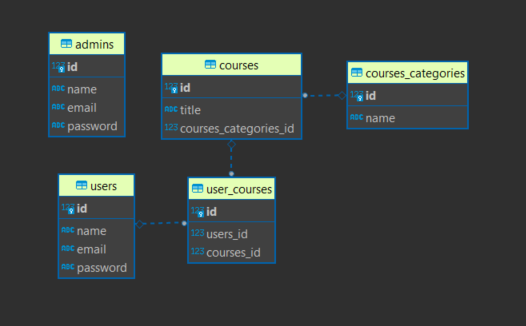 admins
123 id
ABC name
ABC email
ABC password
courses
123 id
ABC title
123 courses_categories_id
courses_categories
123 id
ABC name
users
123 id
ABC name
ABC email
ABC password
user_courses
123 id
123 users_id
123 courses_id